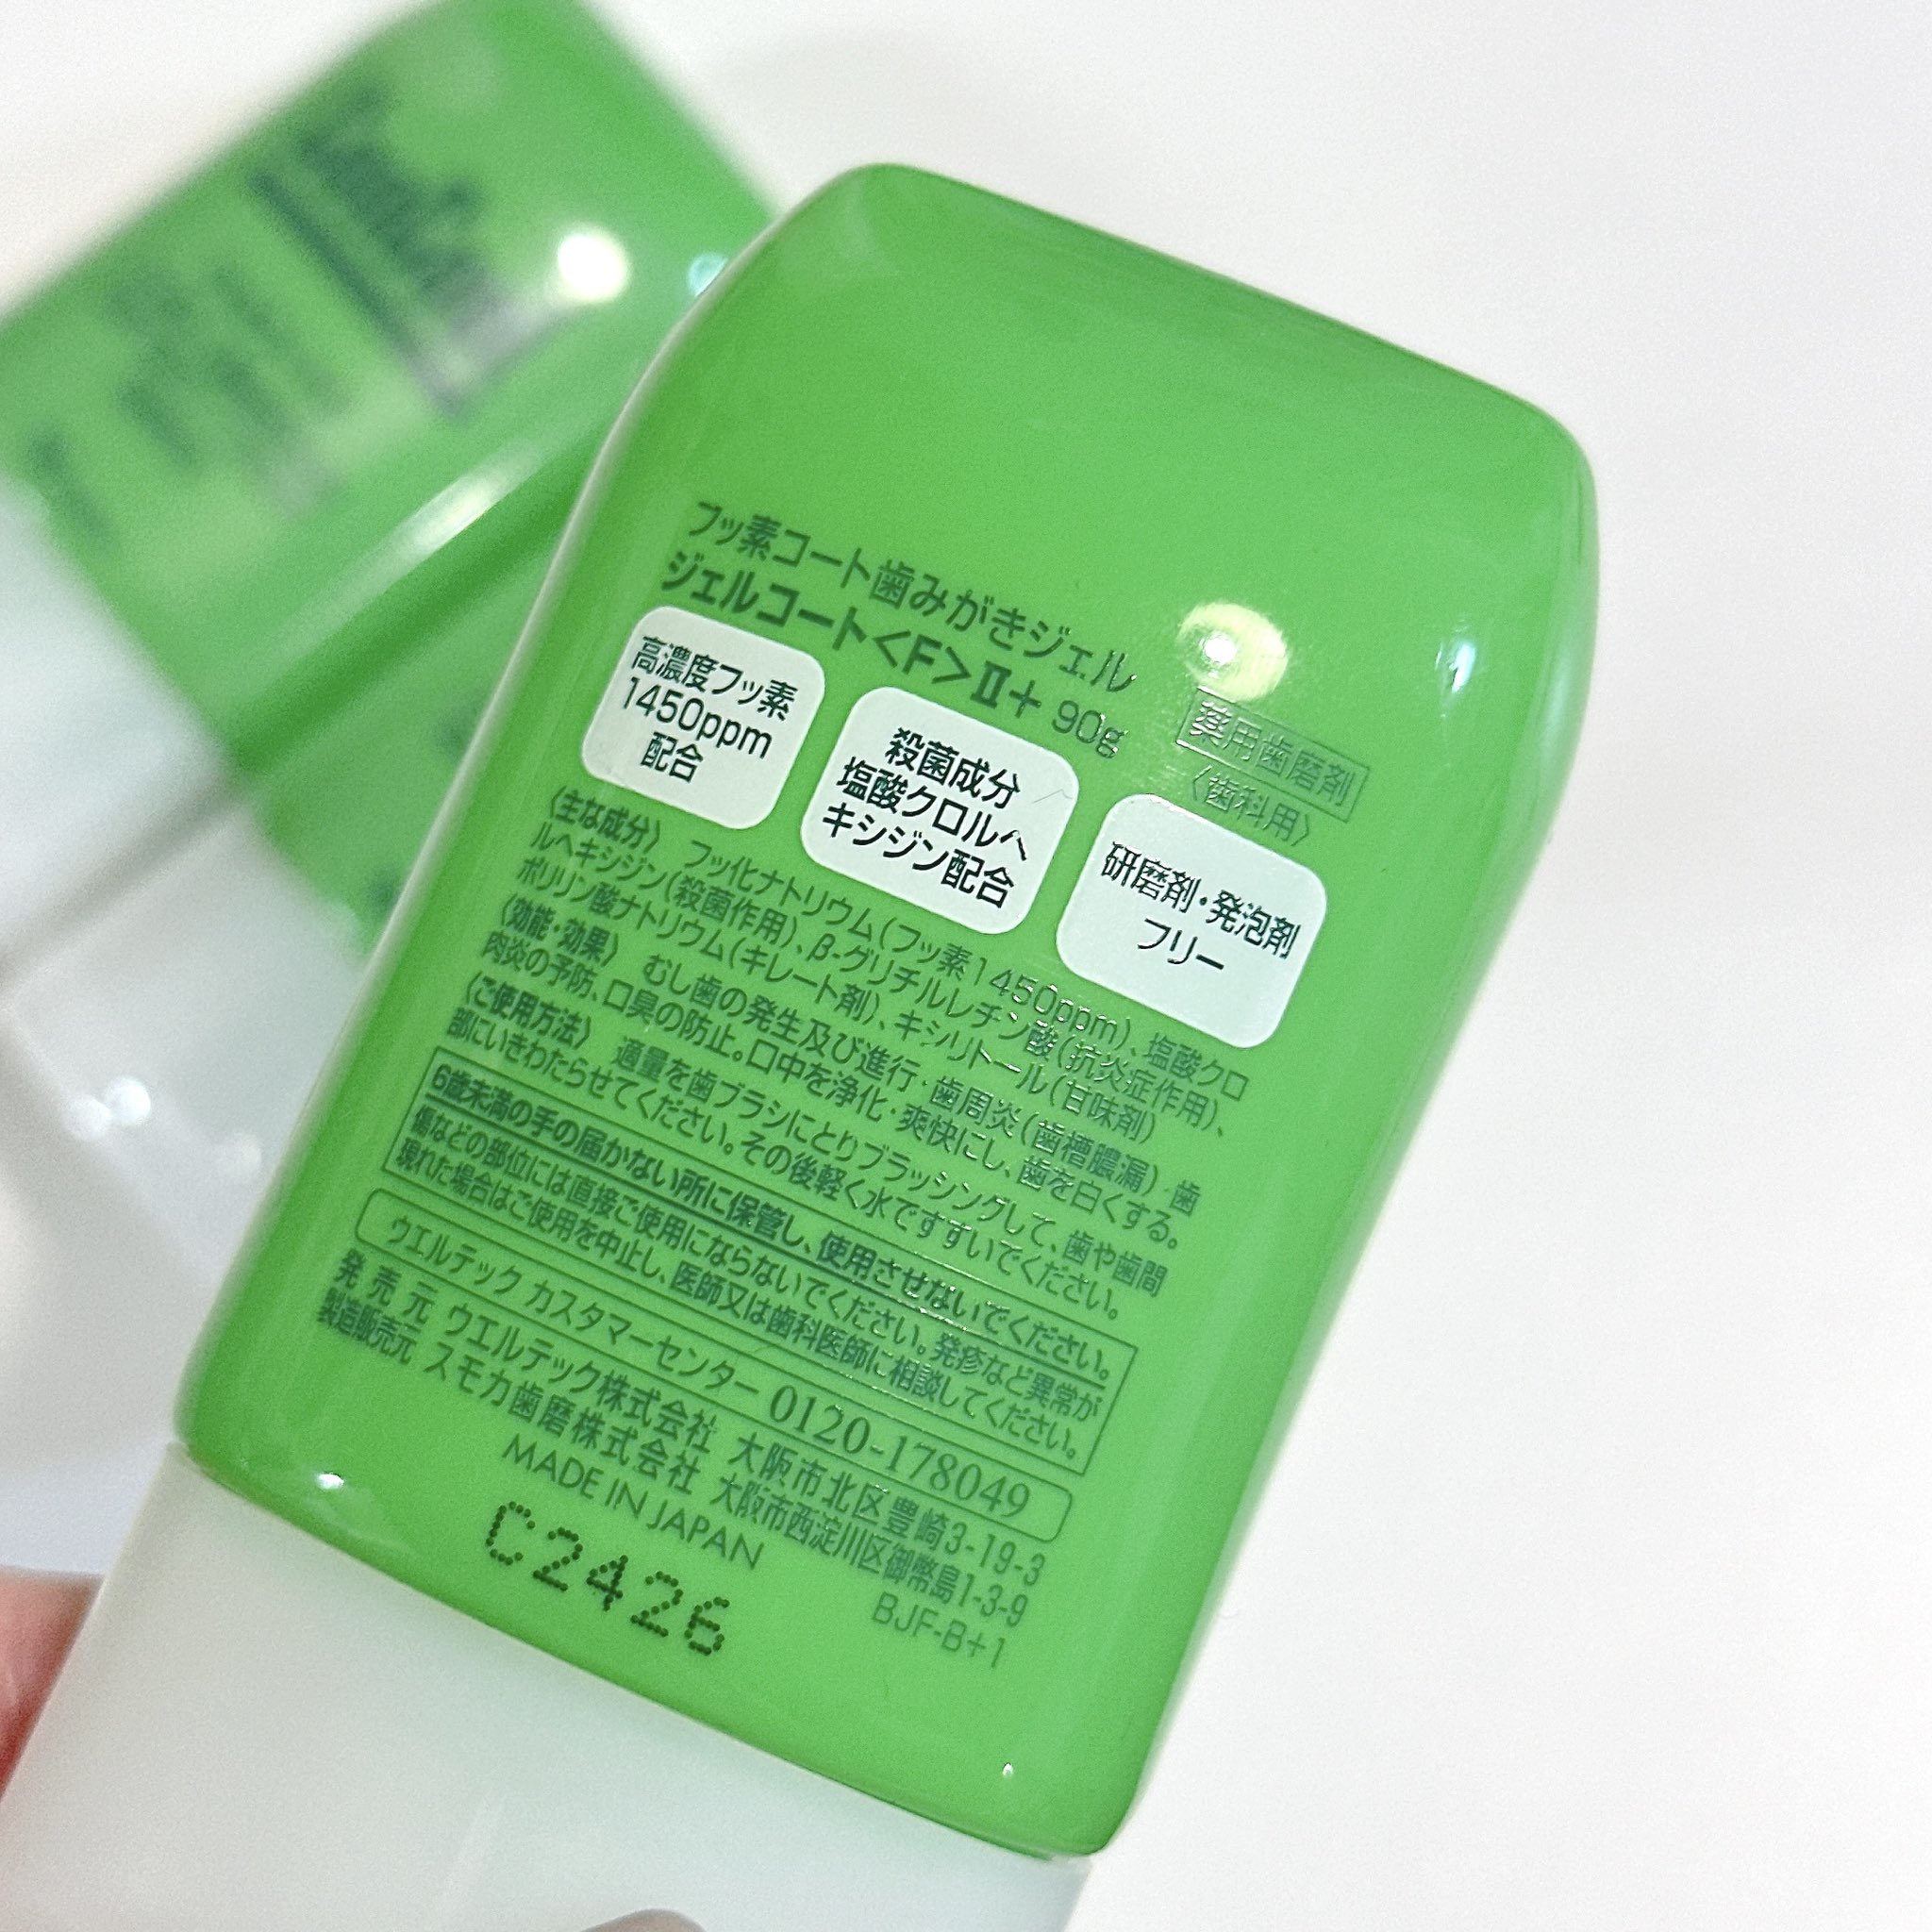 フッ素コート歯みがきジェル
ジェルコート〈F〉Ⅱ+ 90g
薬用歯磨剤
〈歯科用〉
高濃度フッ素
1450ppm
配合
殺菌成分
塩酸クロルヘ
キシジン配合
研磨剤・発泡剤
フリー
〈主な成分〉 フッ化ナトリウム(フッ素1450ppm)、塩酸クロ
ルヘキシジン(殺菌作用)、β-グリチルレチン酸(抗炎症作用)、
ポリリン酸ナトリウム(キレート剤)、キシリトール(甘味剤)
〈効能・効果〉 むし歯の発生及び進行・歯周炎(歯槽膿漏) 歯
肉炎の予防、口臭の防止。口中を浄化・爽快にし、歯を白くする。
〈ご使用方法〉 適量を歯ブラシにとりブラッシングして、歯や歯間
部にいきわたらせてください。その後軽く水ですすいでください。
6歳未満の手の届かない所に保管し、使用させないでください。
傷などの部位には直接ご使用にならないでください。発疹など異常が
現れた場合はご使用を中止し、医師又は歯科医師に相談してください。
ウエルテック カスタマーセンター 0120-178049
発売元 ウエルテック株式会社 大阪市北区豊崎3-19-3
製造販売元 スモカ歯磨株式会社 大阪市西淀川区御幣島1-3-9
MADE IN JAPAN
BJF-B+1
C2426